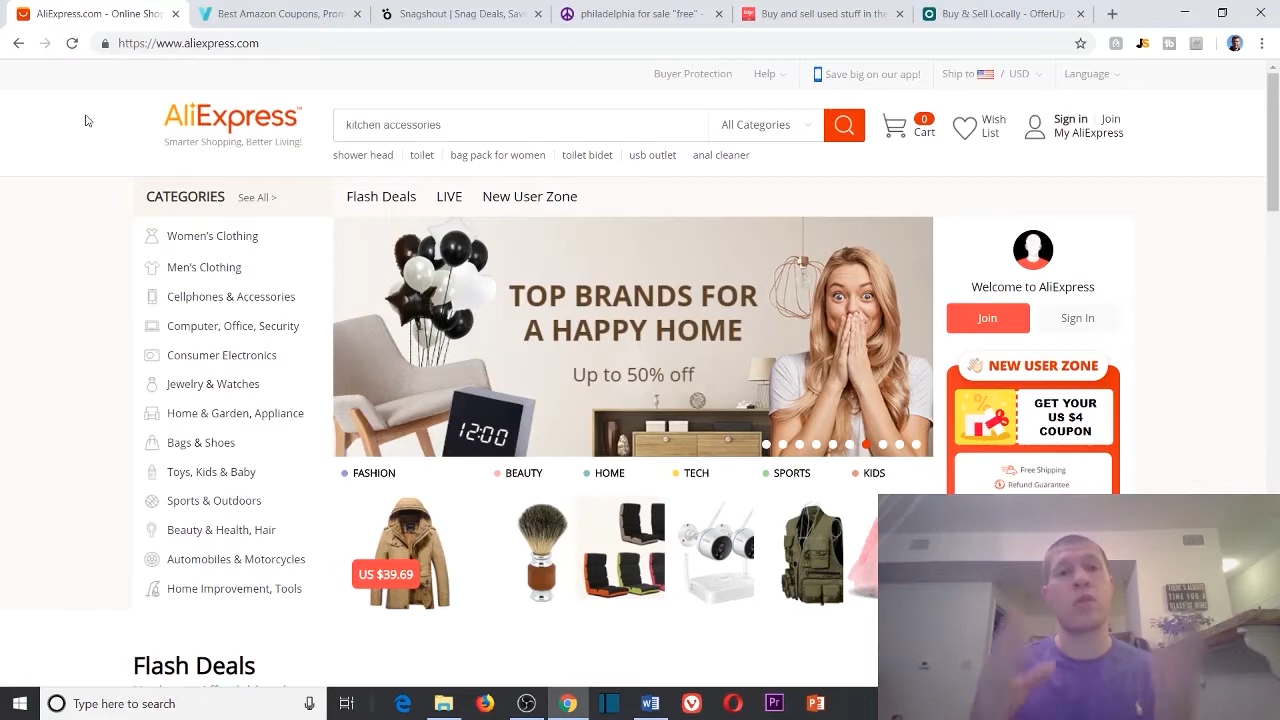 AliExpress.com - Online Shop
Best Amazon Coupons, Prom
Snagshout | Snag Deals, Save
philadelphia for sale "free" -
Buy and sell used stuff in the
Buy & Sell Locally - OfferUp
https://www.aliexpress.com
Buyer Protection
Help
Save big on our app!
Ship to / USD
Language
AliExpress™
Smarter Shopping, Better Living!
kitchen accessories
All Categories
0
Cart
Wish
List
Sign in | Join
My AliExpress
shower head
toilet
bag pack for women
toilet bidet
usb outlet
anal cleaner
CATEGORIES
See All >
Flash Deals
LIVE
New User Zone
Women's Clothing
Men's Clothing
Cellphones & Accessories
Computer, Office, Security
Consumer Electronics
Jewelry & Watches
Home & Garden, Appliance
Bags & Shoes
Toys, Kids & Baby
Sports & Outdoors
Beauty & Health, Hair
Automobiles & Motorcycles
Home Improvement, Tools
TOP BRANDS FOR
A HAPPY HOME
Up to 50% off
12:00
Welcome to AliExpress
Join
Sign In
NEW USER ZONE
GET YOUR
US $4
COUPON
Free Shipping
Refund Guarantee
FASHION
BEAUTY
HOME
TECH
SPORTS
KIDS
US $39.69
TIME FOR A
GLASS OF WINE
Flash Deals
Type here to search